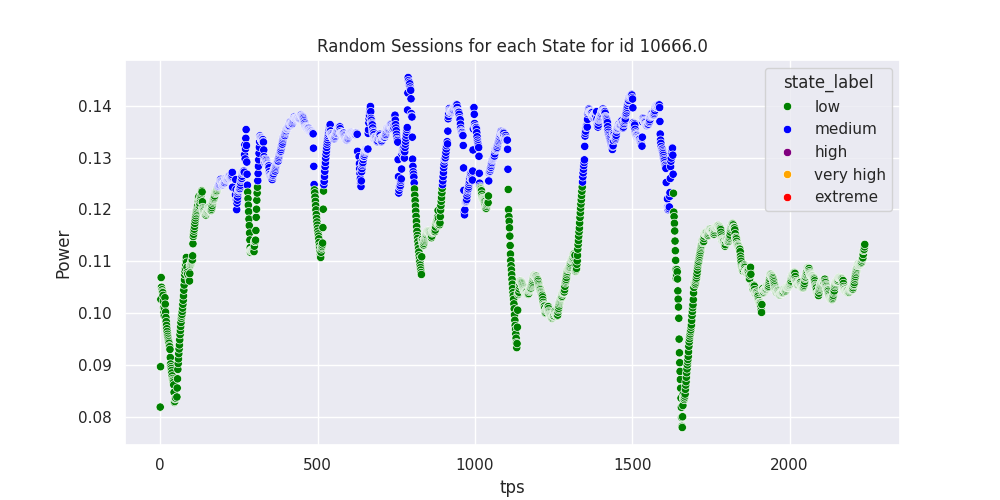 Random Sessions for each State for id 10666.0
state_label
low
medium
high
very high
extreme
Power
0.14
0.13
0.12
0.11
0.10
0.09
0.08
0
500
1000
1500
2000
tps